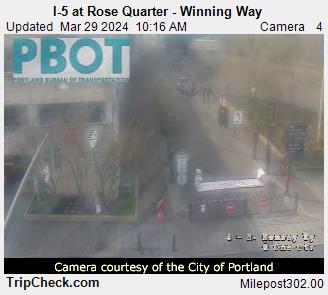 I-5 at Rose Quarter - Winning Way
Updated Mar 29 2024 10:16 AM Camera 4
PBOT
PORTLAND BUREAU OF TRANSPORTATION
Camera courtesy of the City of Portland
TripCheck.com Milepost302.00